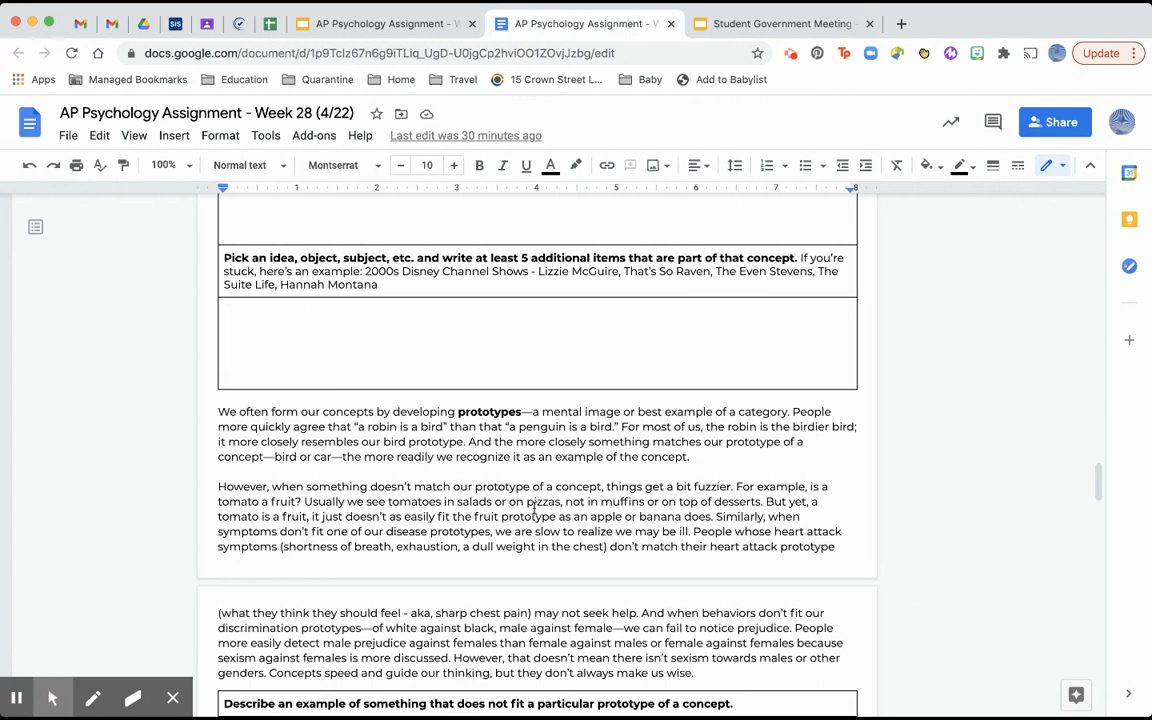 AP Psychology Assignment - W
AP Psychology Assignment - W
Student Government Meeting -
docs.google.com/document/d/1p9Tclz67n6g9iTLiq_UgD-U0jgCp2hviOO1ZOvjJzbg/edit
Update
Apps
Managed Bookmarks
Education
Quarantine
Home
Travel
15 Crown Street L...
Baby
Add to Babylist
AP Psychology Assignment - Week 28 (4/22)
File Edit View Insert Format Tools Add-ons Help Last edit was 30 minutes ago
Share
100% Normal text Montserrat 10
1 2 3 4 5 6 7 8
Pick an idea, object, subject, etc. and write at least 5 additional items that are part of that concept. If you're
stuck, here's an example: 2000s Disney Channel Shows - Lizzie McGuire, That's So Raven, The Even Stevens, The
Suite Life, Hannah Montana
We often form our concepts by developing prototypes—a mental image or best example of a category. People
more quickly agree that “a robin is a bird” than that “a penguin is a bird.” For most of us, the robin is the birdier bird;
it more closely resembles our bird prototype. And the more closely something matches our prototype of a
concept—bird or car—the more readily we recognize it as an example of the concept.
However, when something doesn't match our prototype of a concept, things get a bit fuzzier. For example, is a
tomato a fruit? Usually we see tomatoes in salads or on pizzas, not in muffins or on top of desserts. But yet, a
tomato is a fruit, it just doesn't as easily fit the fruit prototype as an apple or banana does. Similarly, when
symptoms don't fit one of our disease prototypes, we are slow to realize we may be ill. People whose heart attack
symptoms (shortness of breath, exhaustion, a dull weight in the chest) don't match their heart attack prototype
(what they think they should feel - aka, sharp chest pain) may not seek help. And when behaviors don't fit our
discrimination prototypes—of white against black, male against female—we can fail to notice prejudice. People
more easily detect male prejudice against females than female against males or female against females because
sexism against females is more discussed. However, that doesn't mean there isn't sexism towards males or other
genders. Concepts speed and guide our thinking, but they don't always make us wise.
Describe an example of something that does not fit a particular prototype of a concept.